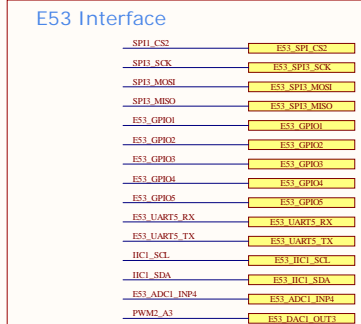 E53 Interface
SPI1_CS2 E53_SPI_CS2
SPI3_SCK E53_SPI3_SCK
SPI3_MOSI E53_SPI3_MOSI
SPI3_MISO E53_SPI3_MISO
E53_GPIO1 E53_GPIO1
E53_GPIO2 E53_GPIO2
E53_GPIO3 E53_GPIO3
E53_GPIO4 E53_GPIO4
E53_GPIO5 E53_GPIO5
E53_UART5_RX E53_UART5_RX
E53_UART5_TX E53_UART5_TX
IIC1_SCL E53_IIC1_SCL
IIC1_SDA E53_IIC1_SDA
E53_ADC1_INP4 E53_ADC1_INP4
PWM2_A3 E53_DAC1_OUT3